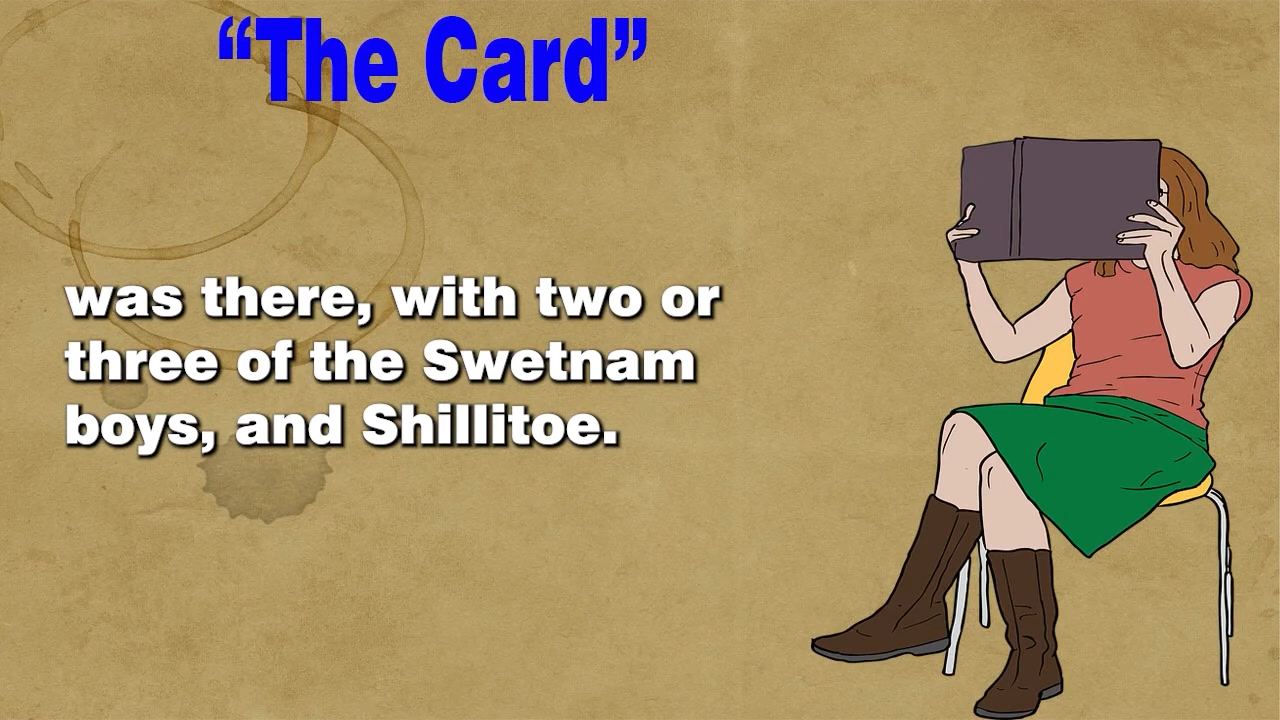 “The Card”
was there, with two or
three of the Swetnam
boys, and Shillitoe.